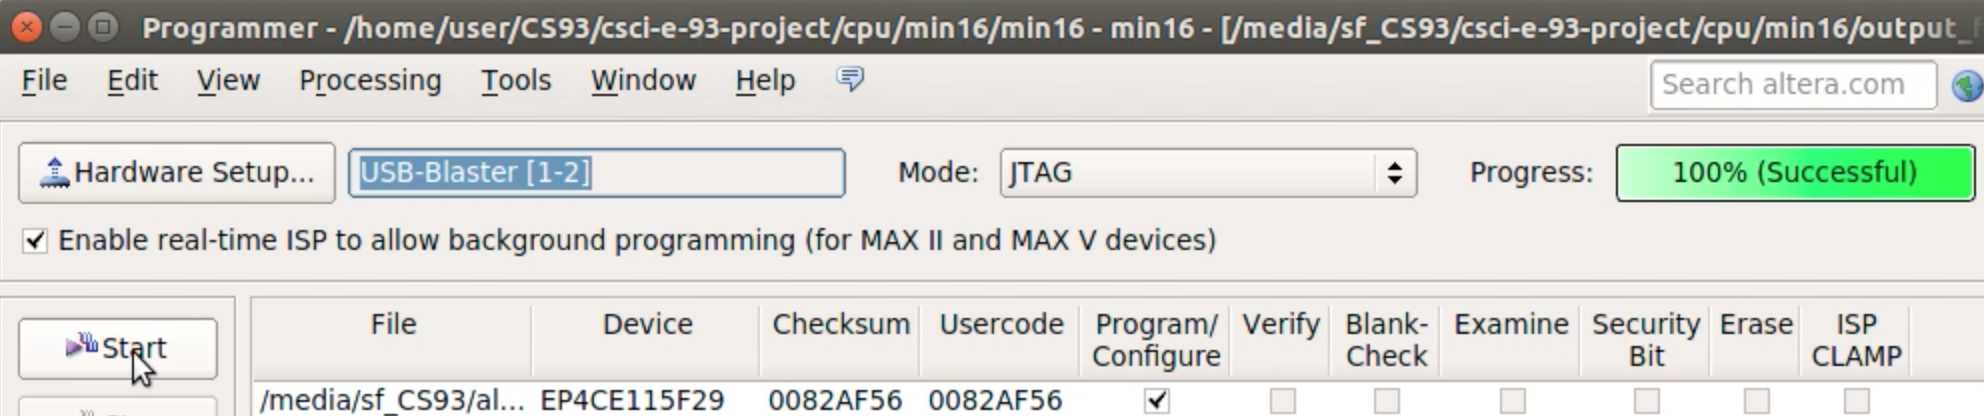 Programmer - /home/user/CS93/csci-e-93-project/cpu/min16/min16 - min16 - [/media/sf_CS93/csci-e-93-project/cpu/min16/output_
File Edit View Processing Tools Window Help Search altera.com
Hardware Setup... USB-Blaster [1-2] Mode: JTAG Progress: 100% (Successful)
Enable real-time ISP to allow background programming (for MAX II and MAX V devices)
Start
File Device Checksum Usercode Program/ Verify Blank- Examine Security Erase ISP
Configure Check Bit CLAMP
/media/sf_CS93/al... EP4CE115F29 0082AF56 0082AF56